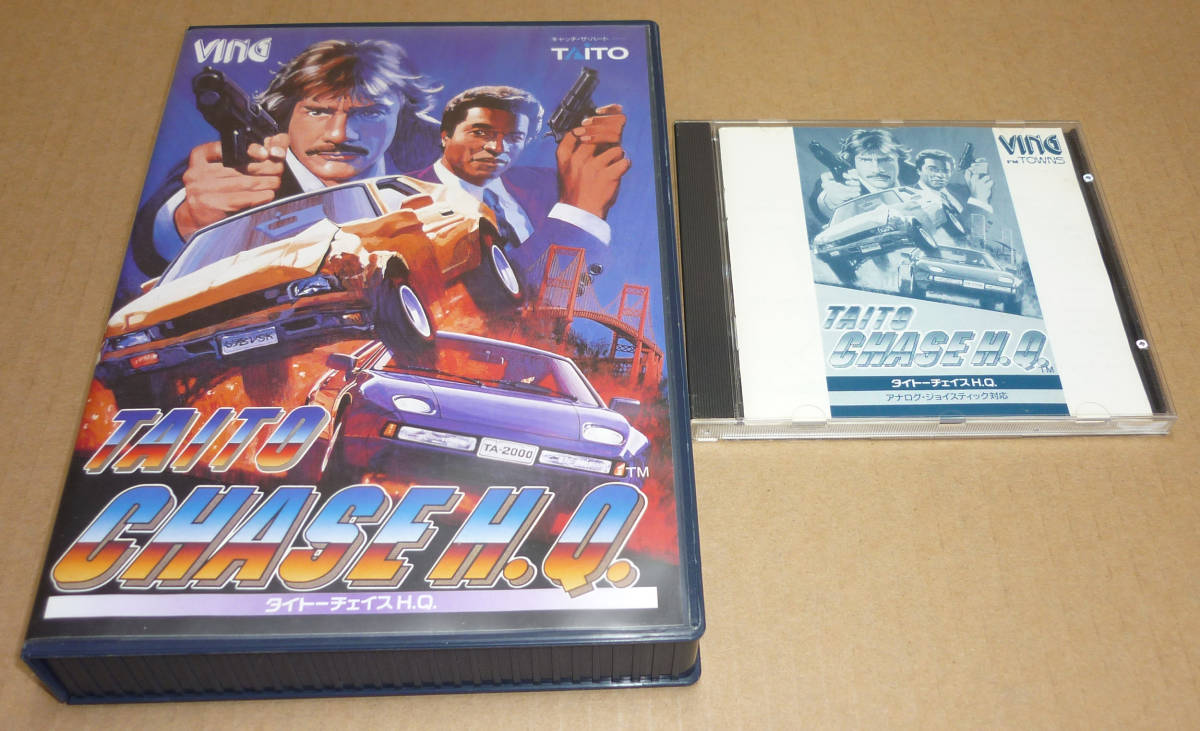 VING
キャッチ・ザ・ハート
TAITO
TA-2000
TAITO
CHASE H.Q.
TM
タイトーチェイスH.Q.
VING
FM TOWNS
TAITO
CHASE H.Q.
TM
タイトーチェイスH.Q.
アナログ・ジョイスティック対応